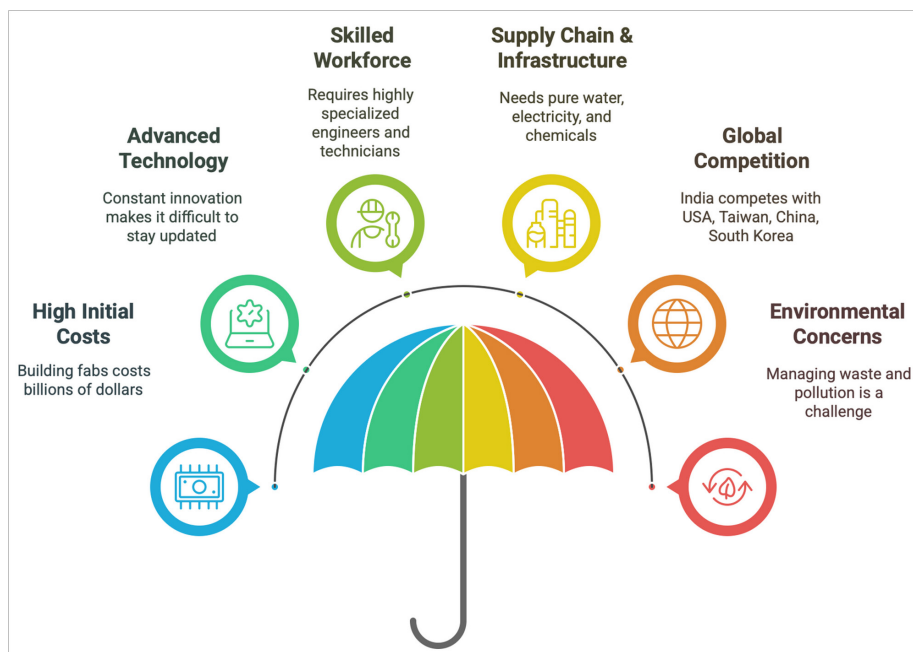 High Initial
Costs
Building fabs costs
billions of dollars
Advanced
Technology
Constant innovation
makes it difficult to
stay updated
Skilled
Workforce
Requires highly
specialized
engineers and
technicians
Supply Chain &
Infrastructure
Needs pure water,
electricity, and
chemicals
Global
Competition
India competes with
USA, Taiwan, China,
South Korea
Environmental
Concerns
Managing waste and
pollution is a
challenge